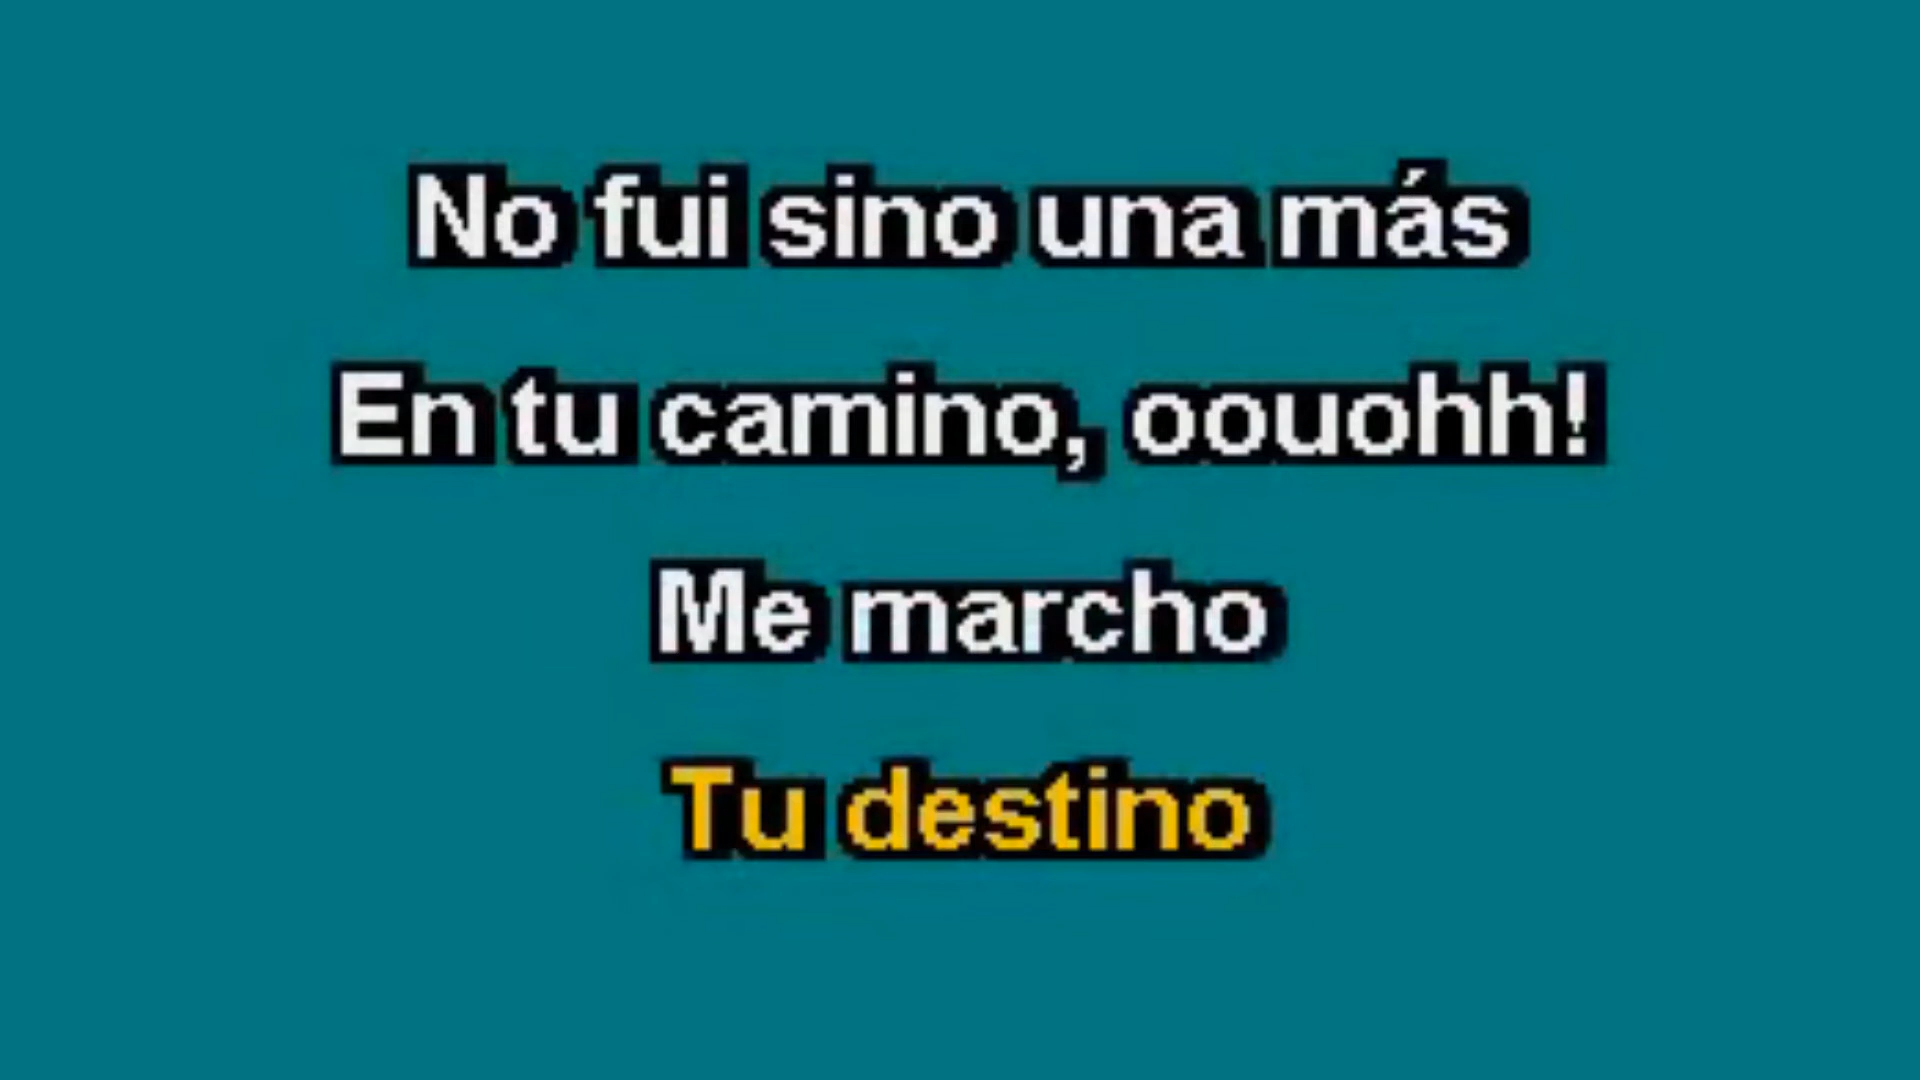 No fui sino una más
En tu camino, oouohh!
Me marcho
Tu destino